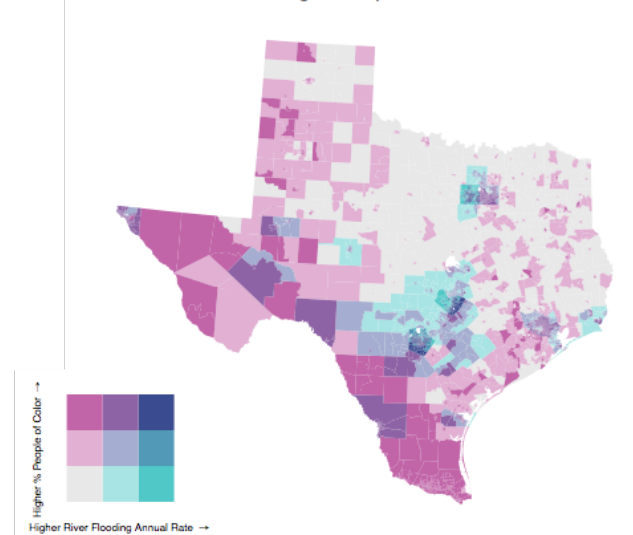 Higher % People of Color →
Higher River Flooding Annual Rate →